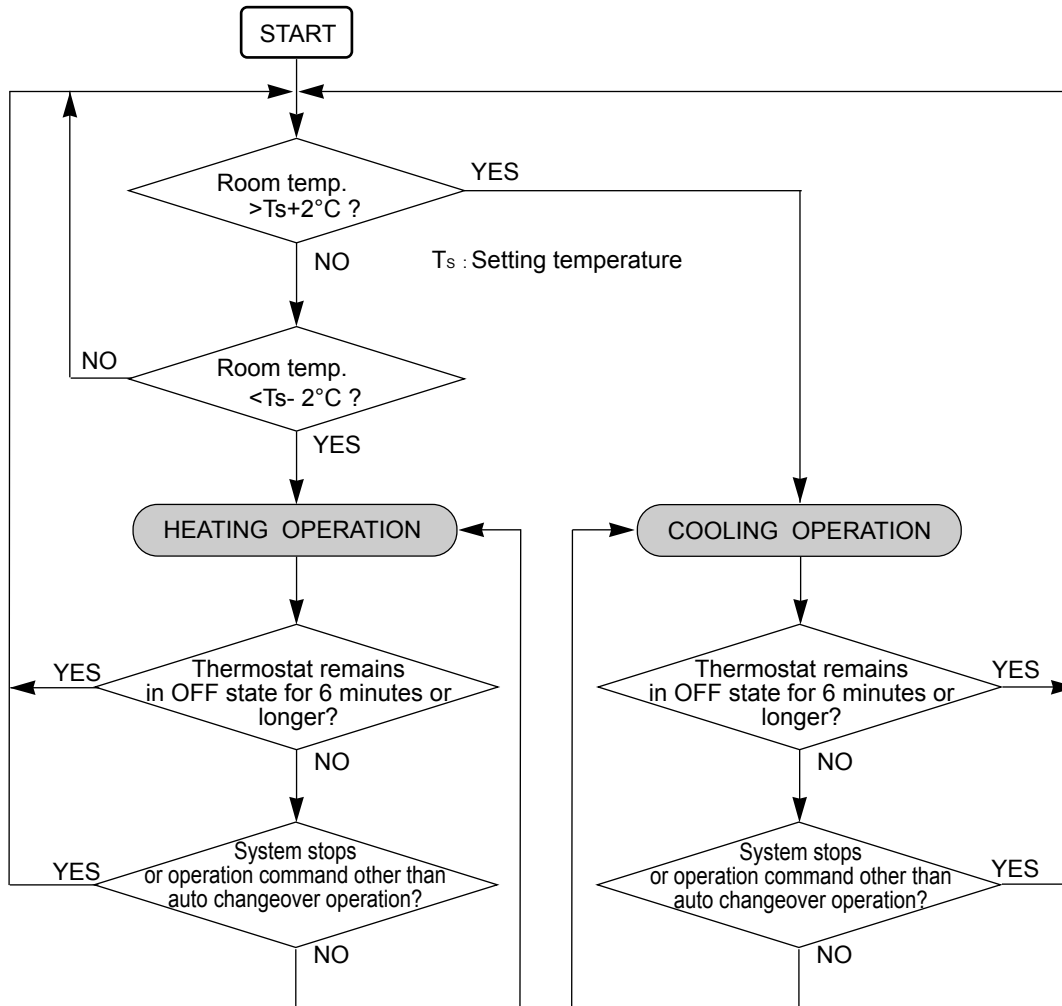 START
Room temp.
>Ts+2°C ?
YES
NO
Ts : Setting temperature
Room temp.
<Ts- 2°C ?
NO
YES
HEATING OPERATION
COOLING OPERATION
Thermostat remains
in OFF state for 6 minutes or
longer?
YES
NO
Thermostat remains
in OFF state for 6 minutes or
longer?
YES
NO
System stops
or operation command other than
auto changeover operation?
YES
NO
System stops
or operation command other than
auto changeover operation?
YES
NO